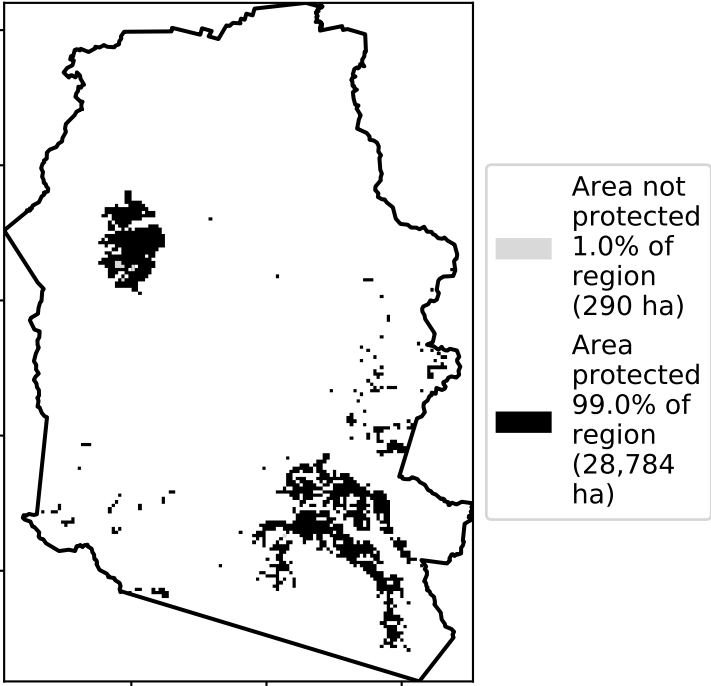 Area not
protected
1.0% of
region
(290 ha)
Area
protected
99.0% of
region
(28,784
ha)